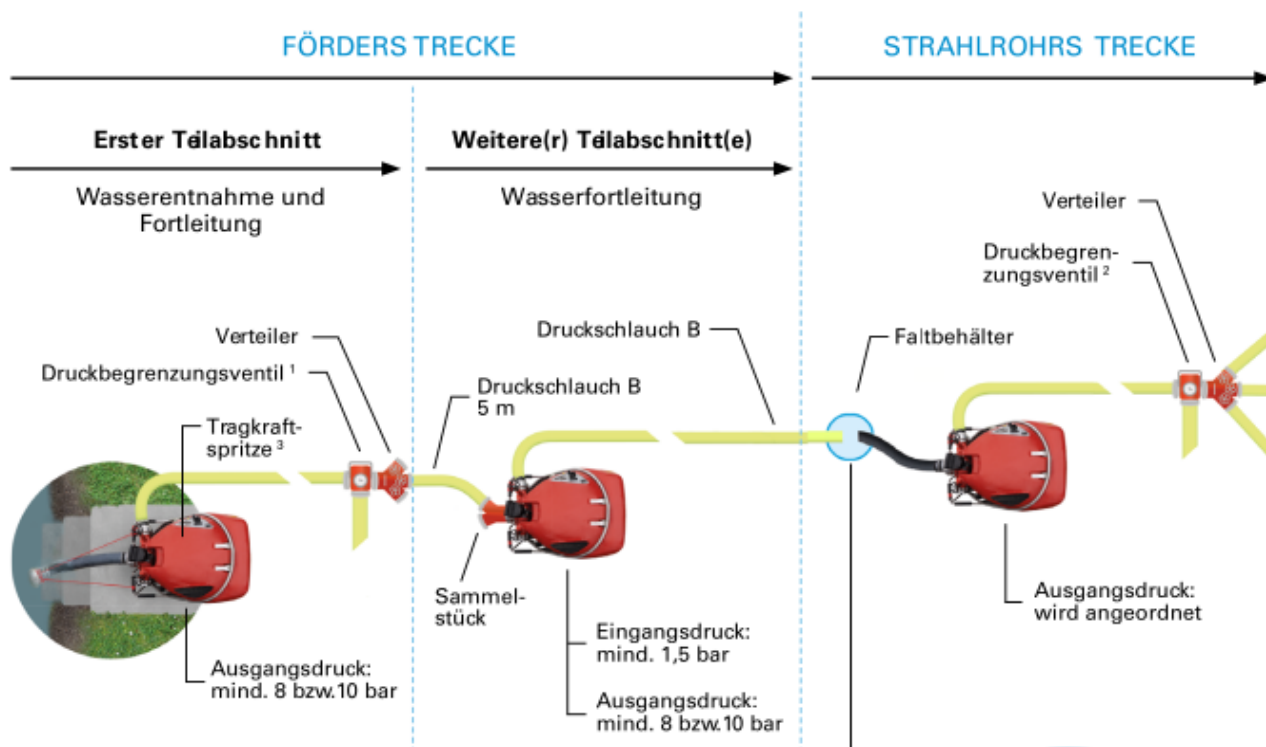 FÖRDERS TRECKE
STRAHLROHRS TRECKE
Erster Teilabschnitt
Wasserentnahme und
Fortleitung
Weitere(r) Teilabschnitt(e)
Wasserfortleitung
Verteiler
Druckbegrenzungsventil ¹
Tragkraft-
spritze ³
Druckschlauch B
5 m
Sammel-
stück
Ausgangsdruck:
mind. 8 bzw.10 bar
Druckschlauch B
Eingangsdruck:
mind. 1,5 bar
Ausgangsdruck:
mind. 8 bzw.10 bar
Verteiler
Druckbegren-
zungsventil ²
Faltbehälter
Ausgangsdruck:
wird angeordnet